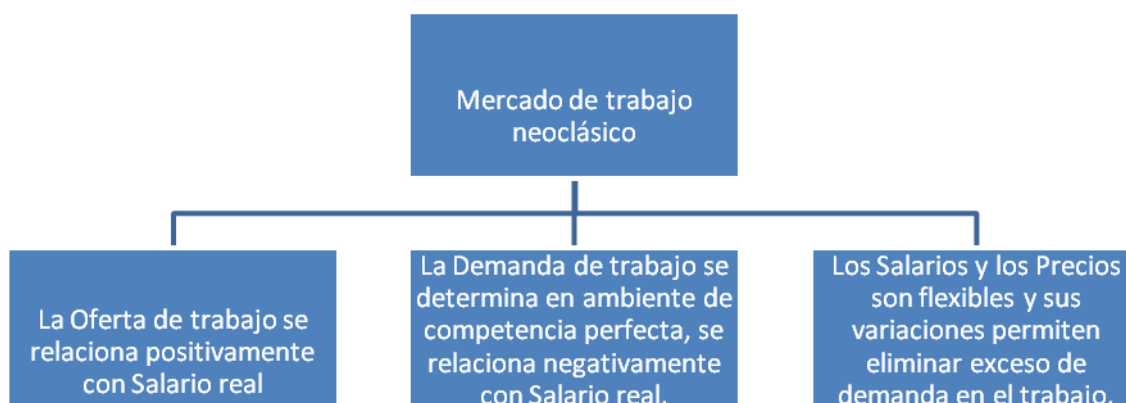 Mercado de trabajo
neoclásico
La Oferta de trabajo se
relaciona positivamente
con Salario real
La Demanda de trabajo se
determina en ambiente de
competencia perfecta, se
relaciona negativamente
con Salario real.
Los Salarios y los Precios
son flexibles y sus
variaciones permiten
eliminar exceso de
demanda en el trabajo.